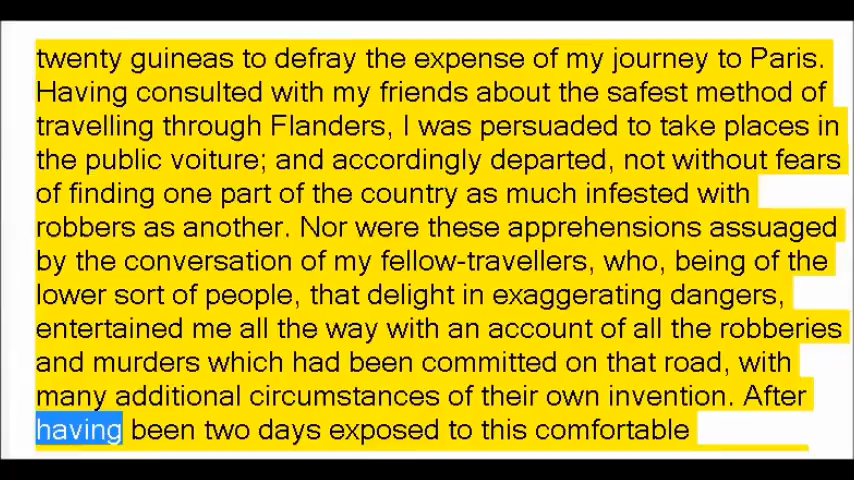 twenty guineas to defray the expense of my journey to Paris.
Having consulted with my friends about the safest method of
travelling through Flanders, I was persuaded to take places in
the public voiture; and accordingly departed, not without fears
of finding one part of the country as much infested with
robbers as another. Nor were these apprehensions assuaged
by the conversation of my fellow-travellers, who, being of the
lower sort of people, that delight in exaggerating dangers,
entertained me all the way with an account of all the robberies
and murders which had been committed on that road, with
many additional circumstances of their own invention. After
having been two days exposed to this comfortable